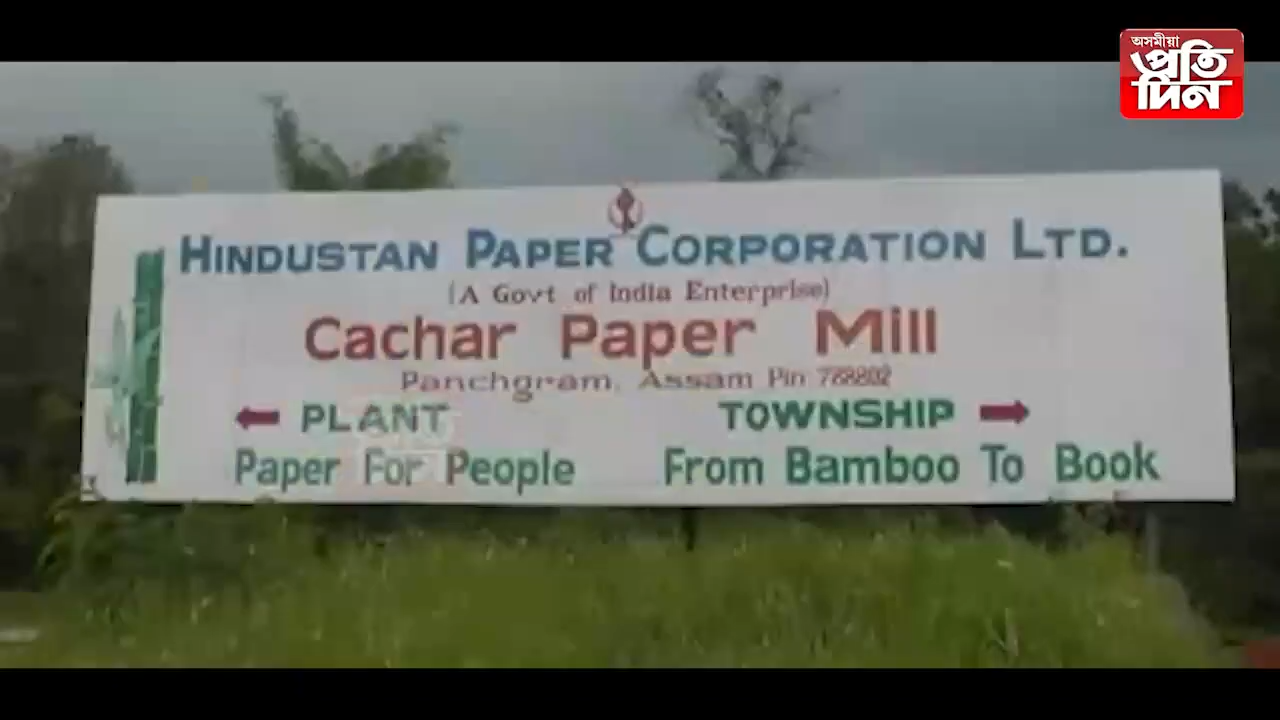 অসমীয়া
প্ৰতি
দিন
HINDUSTAN PAPER CORPORATION LTD.
(A Govt of India Enterprise)
Cachar Paper Mill
Panchgram, Assam Pin 788802
PLANT TOWNSHIP
Paper For People From Bamboo To Book